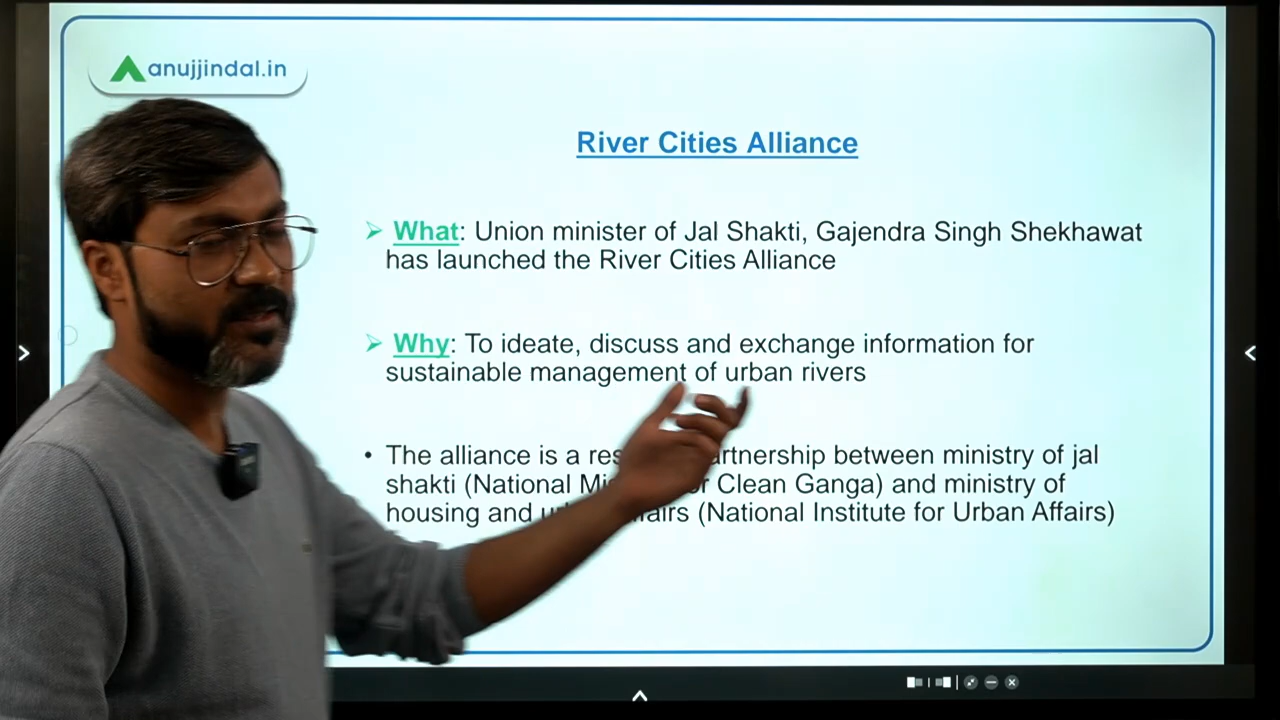 anujjindal.in
River Cities Alliance
What: Union minister of Jal Shakti, Gajendra Singh Shekhawat
has launched the River Cities Alliance
Why: To ideate, discuss and exchange information for
sustainable management of urban rivers
The alliance is a res artnership between ministry of jal
shakti (National Mi r Clean Ganga) and ministry of
housing and u fairs (National Institute for Urban Affairs)